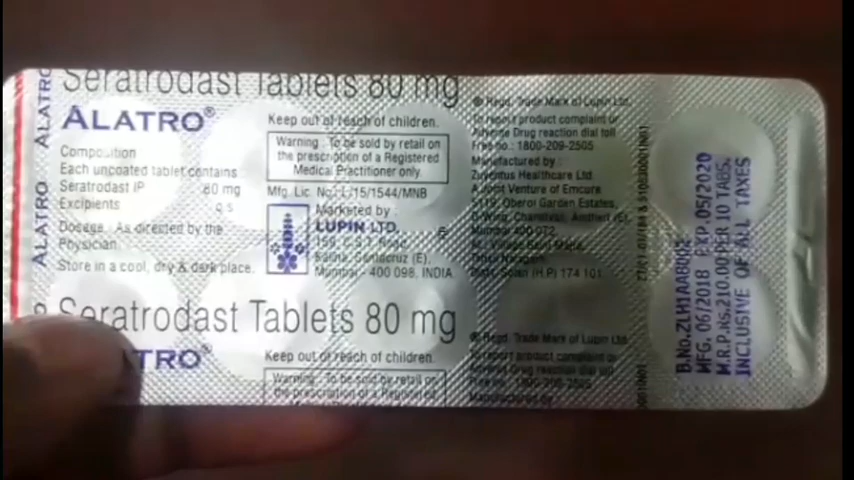 Seratrodast Tablets 80 mg
ALATRO®
Composition
Each uncoated tablet contains :
Seratrodast IP 80 mg
Excipients q.s
Dosage : As directed by the
Physician.
Store in a cool, dry & dark place.
Keep out of reach of children.
Warning : To be sold by retail on
the prescription of a Registered
Medical Practitioner only.
Mfg. Lic. No.: L/15/1544/MNB
Marketed by :
LUPIN LTD.
159, C.S.T. Road,
Kalina, Santacruz (E),
Mumbai - 400 098, INDIA
® Regd. Trade Mark of Lupin Ltd.
To report product complaint or
Adverse Drug reaction dial toll
Free no.: 1800-209-2505
Manufactured by :
Zuventus Healthcare Ltd.
A Joint Venture of Emcure
5119, Oberoi Garden Estates,
D-Wing, Chandivali, Andheri (E),
Mumbai 400 072.
Dist. Solan (H.P) 174 101
B.No.ZLH1AA8002
MFG. 06/2018 EXP. 05/2020
M.R.P. Rs.210.00 PER 10 TABS.
INCLUSIVE OF ALL TAXES
ALATRO
ALATRO
Seratrodast Tablets 80 mg
TRO®
Keep out of reach of children.
Warning : To be sold by retail on
the prescription of a Registered
® Regd. Trade Mark of Lupin Ltd.
To report product complaint or
Adverse Drug reaction dial toll
Free no.: 1800-209-2505
Manufactured by